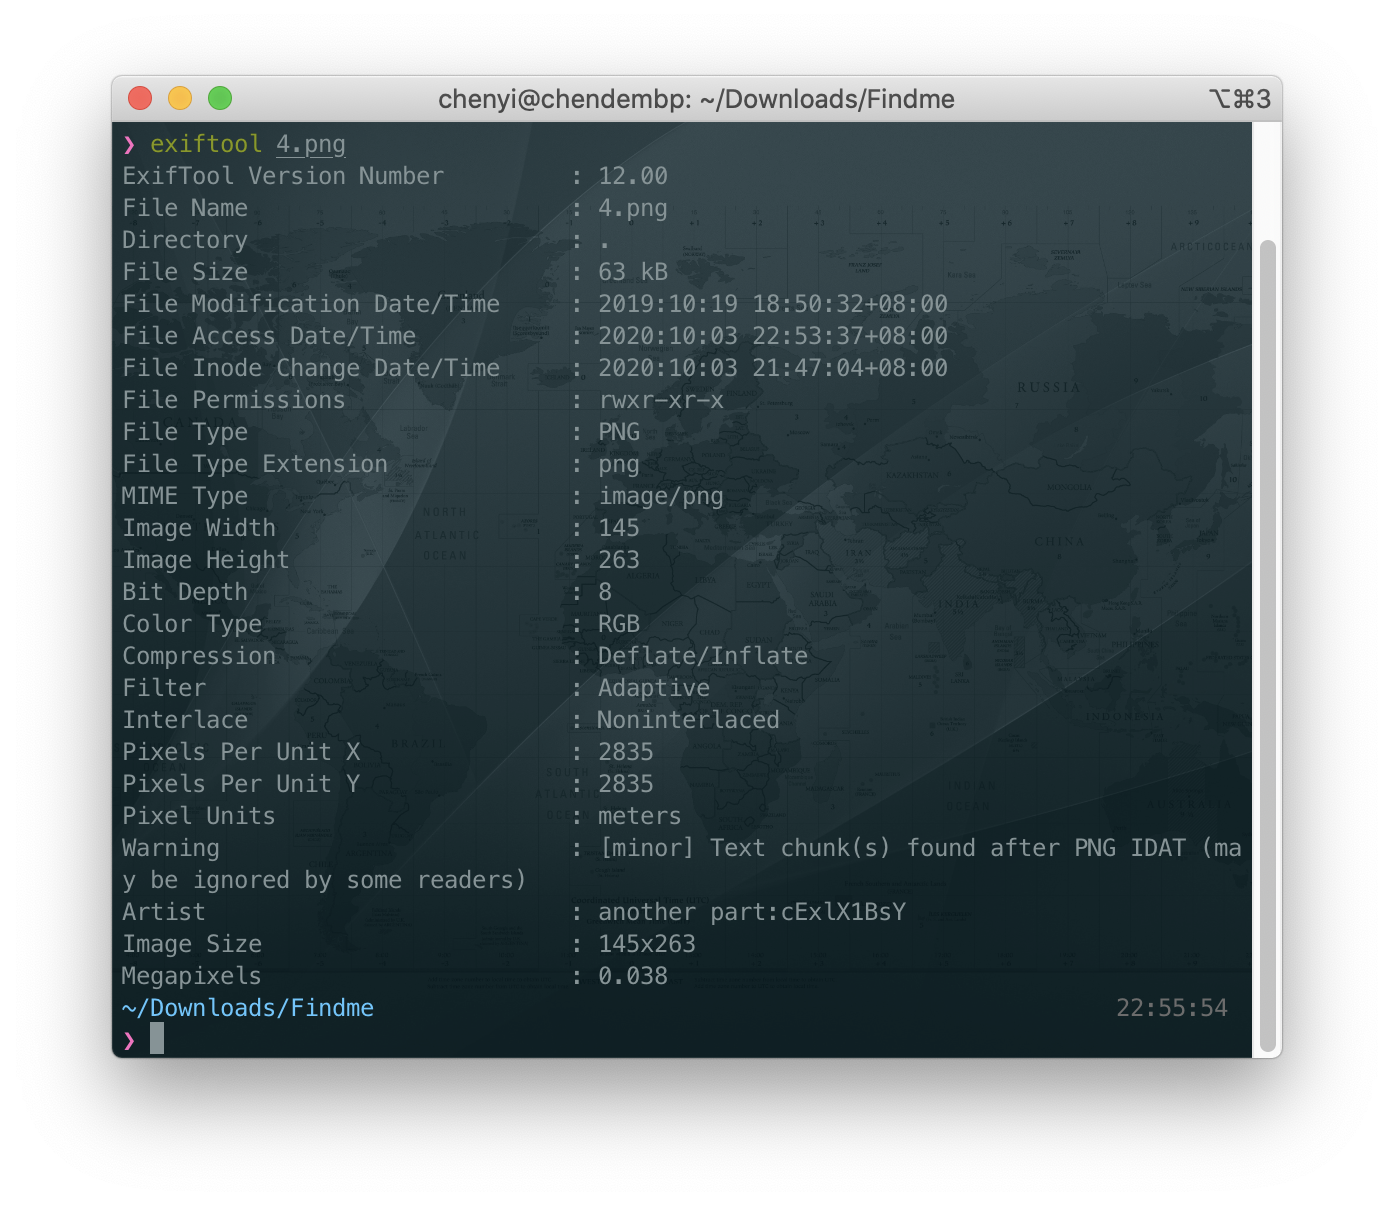 chenyi@chendembp: ~/Downloads/Findme ⌥⌘3
❯ exiftool 4.png
ExifTool Version Number : 12.00
File Name : 4.png
Directory : .
File Size : 63 kB
File Modification Date/Time : 2019:10:19 18:50:32+08:00
File Access Date/Time : 2020:10:03 22:53:37+08:00
File Inode Change Date/Time : 2020:10:03 21:47:04+08:00
File Permissions : rwxr-xr-x
File Type : PNG
File Type Extension : png
MIME Type : image/png
Image Width : 145
Image Height : 263
Bit Depth : 8
Color Type : RGB
Compression : Deflate/Inflate
Filter : Adaptive
Interlace : Noninterlaced
Pixels Per Unit X : 2835
Pixels Per Unit Y : 2835
Pixel Units : meters
Warning : [minor] Text chunk(s) found after PNG IDAT (ma
y be ignored by some readers)
Artist : another part:cExlX1BsY
Image Size : 145x263
Megapixels : 0.038
~/Downloads/Findme 22:55:54
❯